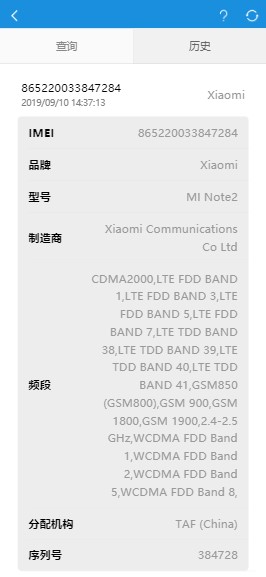 查询
历史
865220033847284
2019/09/10 14:37:13
Xiaomi
IMEI 865220033847284
品牌 Xiaomi
型号 MI Note2
制造商 Xiaomi Communications
Co Ltd
频段 CDMA2000,LTE FDD BAND
1,LTE FDD BAND 3,LTE
FDD BAND 5,LTE FDD
BAND 7,LTE TDD BAND
38,LTE TDD BAND 39,LTE
TDD BAND 40,LTE TDD
BAND 41,GSM850
(GSM800),GSM 900,GSM
1800,GSM 1900,2.4-2.5
GHz,WCDMA FDD Band
1,WCDMA FDD Band
2,WCDMA FDD Band
5,WCDMA FDD Band 8,
分配机构 TAF (China)
序列号 384728